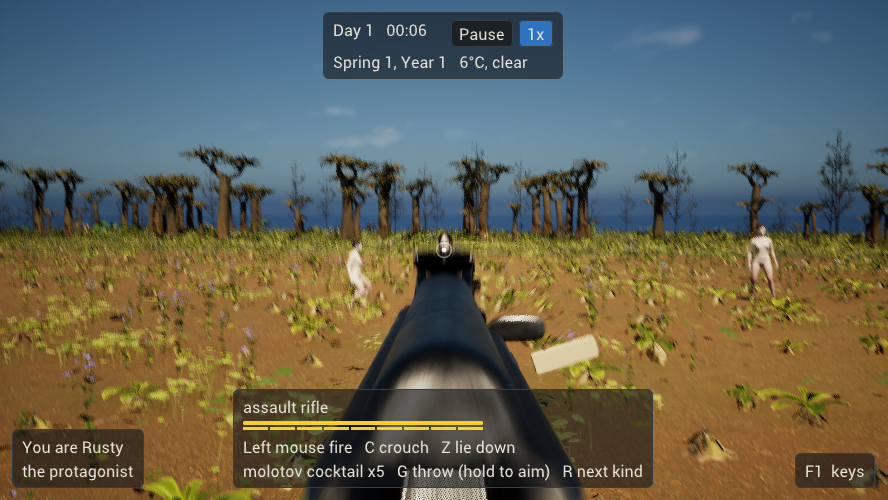 Day 1 00:06 Pause 1x
Spring 1, Year 1 6°C, clear
assault rifle
Left mouse fire C crouch Z lie down
molotov cocktail x5 G throw (hold to aim) R next kind
You are Rusty
the protagonist
F1 keys